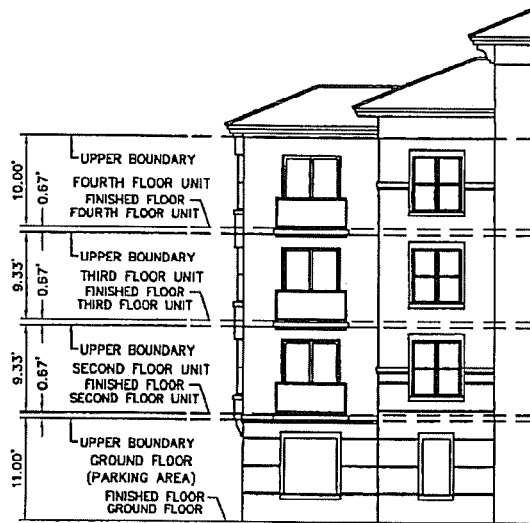 UPPER BOUNDARY
10.00'
0.67'
FOURTH FLOOR UNIT
FINISHED FLOOR
FOURTH FLOOR UNIT
UPPER BOUNDARY
9.33'
0.67'
THIRD FLOOR UNIT
FINISHED FLOOR
THIRD FLOOR UNIT
UPPER BOUNDARY
9.33'
0.67'
SECOND FLOOR UNIT
FINISHED FLOOR
SECOND FLOOR UNIT
UPPER BOUNDARY
11.00'
GROUND FLOOR
(PARKING AREA)
FINISHED FLOOR
GROUND FLOOR